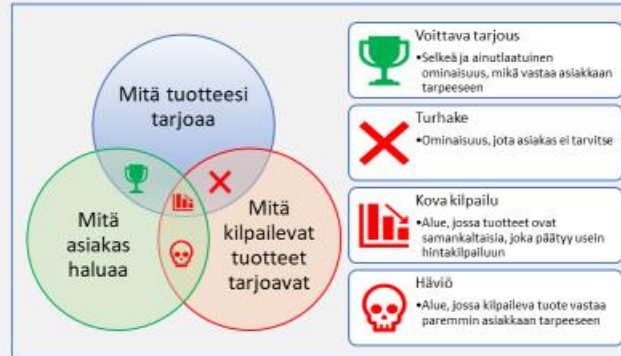 Mitä tuotteesi
tarjoaa
Mitä
asiakas
haluaa
Mitä
kilpailevat
tuotteet
tarjoavat
Voittava tarjous
•Selkeä ja ainutlaatuinen
ominaisuus, mikä vastaa asiakkaan
tarpeeseen
Turhake
•Ominaisuus, jota asiakas ei tarvitse
Kova kilpailu
•Alue, jossa tuotteet ovat
samankaltaisia, joka päätyy usein
hintakilpailuun
Häviö
•Alue, jossa kilpaileva tuote vastaa
paremmin asiakkaan tarpeeseen